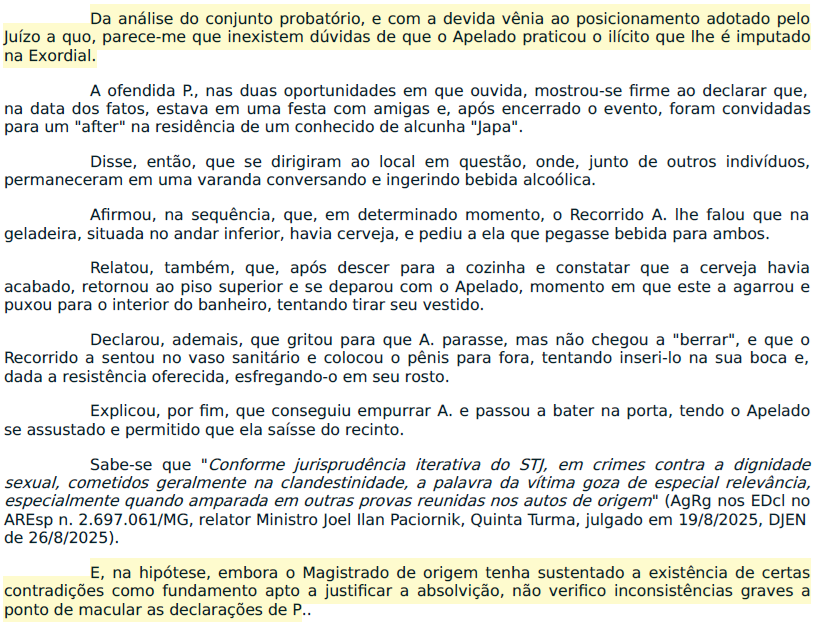 Da análise do conjunto probatório, e com a devida vênia ao posicionamento adotado pelo
Juízo a quo, parece-me que inexistem dúvidas de que o Apelado praticou o ilícito que lhe é imputado
na Exordial.
A ofendida P., nas duas oportunidades em que ouvida, mostrou-se firme ao declarar que,
na data dos fatos, estava em uma festa com amigas e, após encerrado o evento, foram convidadas
para um "after" na residência de um conhecido de alcunha "Japa".
Disse, então, que se dirigiram ao local em questão, onde, junto de outros indivíduos,
permaneceram em uma varanda conversando e ingerindo bebida alcoólica.
Afirmou, na sequência, que, em determinado momento, o Recorrido A. lhe falou que na
geladeira, situada no andar inferior, havia cerveja, e pediu a ela que pegasse bebida para ambos.
Relatou, também, que, após descer para a cozinha e constatar que a cerveja havia
acabado, retornou ao piso superior e se deparou com o Apelado, momento em que este a agarrou e
puxou para o interior do banheiro, tentando tirar seu vestido.
Declarou, ademais, que gritou para que A. parasse, mas não chegou a "berrar", e que o
Recorrido a sentou no vaso sanitário e colocou o pênis para fora, tentando inseri-lo na sua boca e,
dada a resistência oferecida, esfregando-o em seu rosto.
Explicou, por fim, que conseguiu empurrar A. e passou a bater na porta, tendo o Apelado
se assustado e permitido que ela saísse do recinto.
Sabe-se que "Conforme jurisprudência iterativa do STJ, em crimes contra a dignidade
sexual, cometidos geralmente na clandestinidade, a palavra da vítima goza de especial relevância,
especialmente quando amparada em outras provas reunidas nos autos de origem" (AgRg nos EDcl no
AREsp n. 2.697.061/MG, relator Ministro Joel Ilan Paciornik, Quinta Turma, julgado em 19/8/2025, DJEN
de 26/8/2025).
E, na hipótese, embora o Magistrado de origem tenha sustentado a existência de certas
contradições como fundamento apto a justificar a absolvição, não verifico inconsistências graves a
ponto de macular as declarações de P..